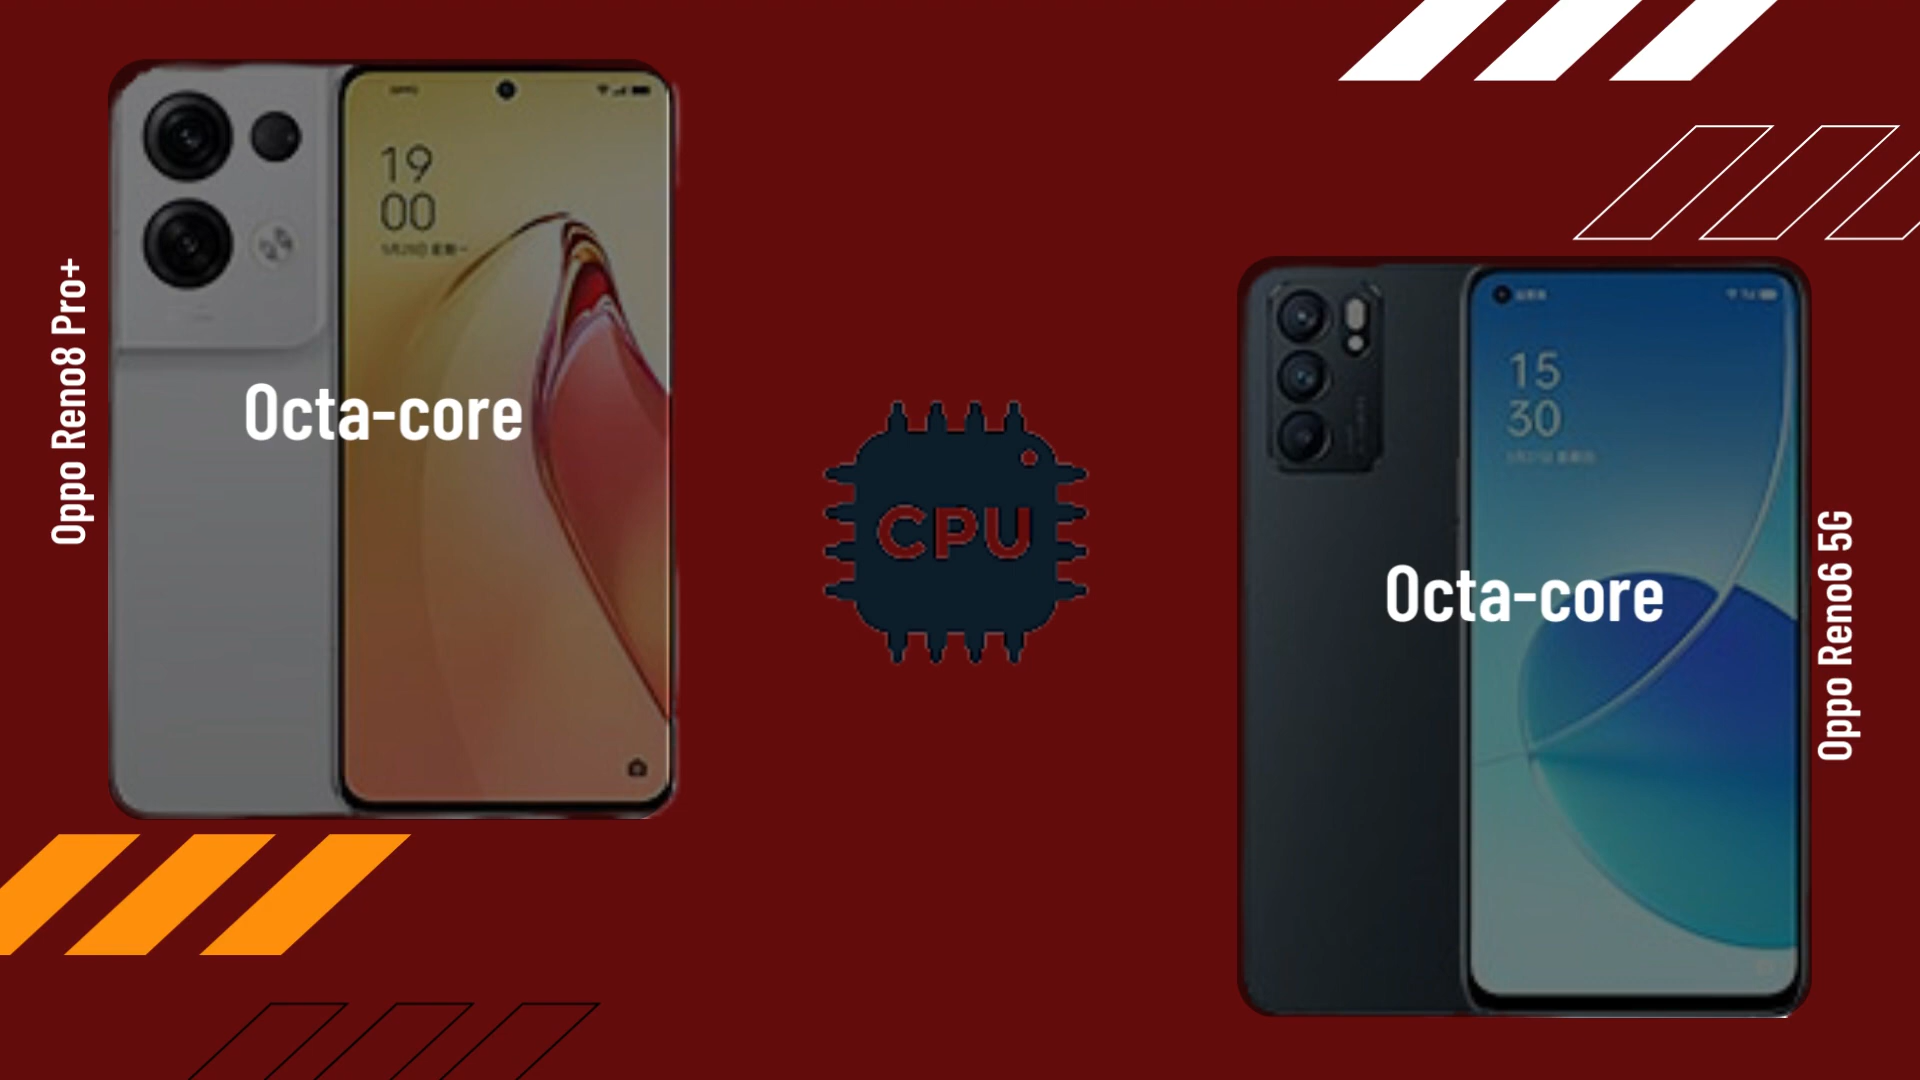 Oppo Reno8 Pro+
19
00
Octa-core
CPU
15
30
Octa-core
Oppo Reno6 5G